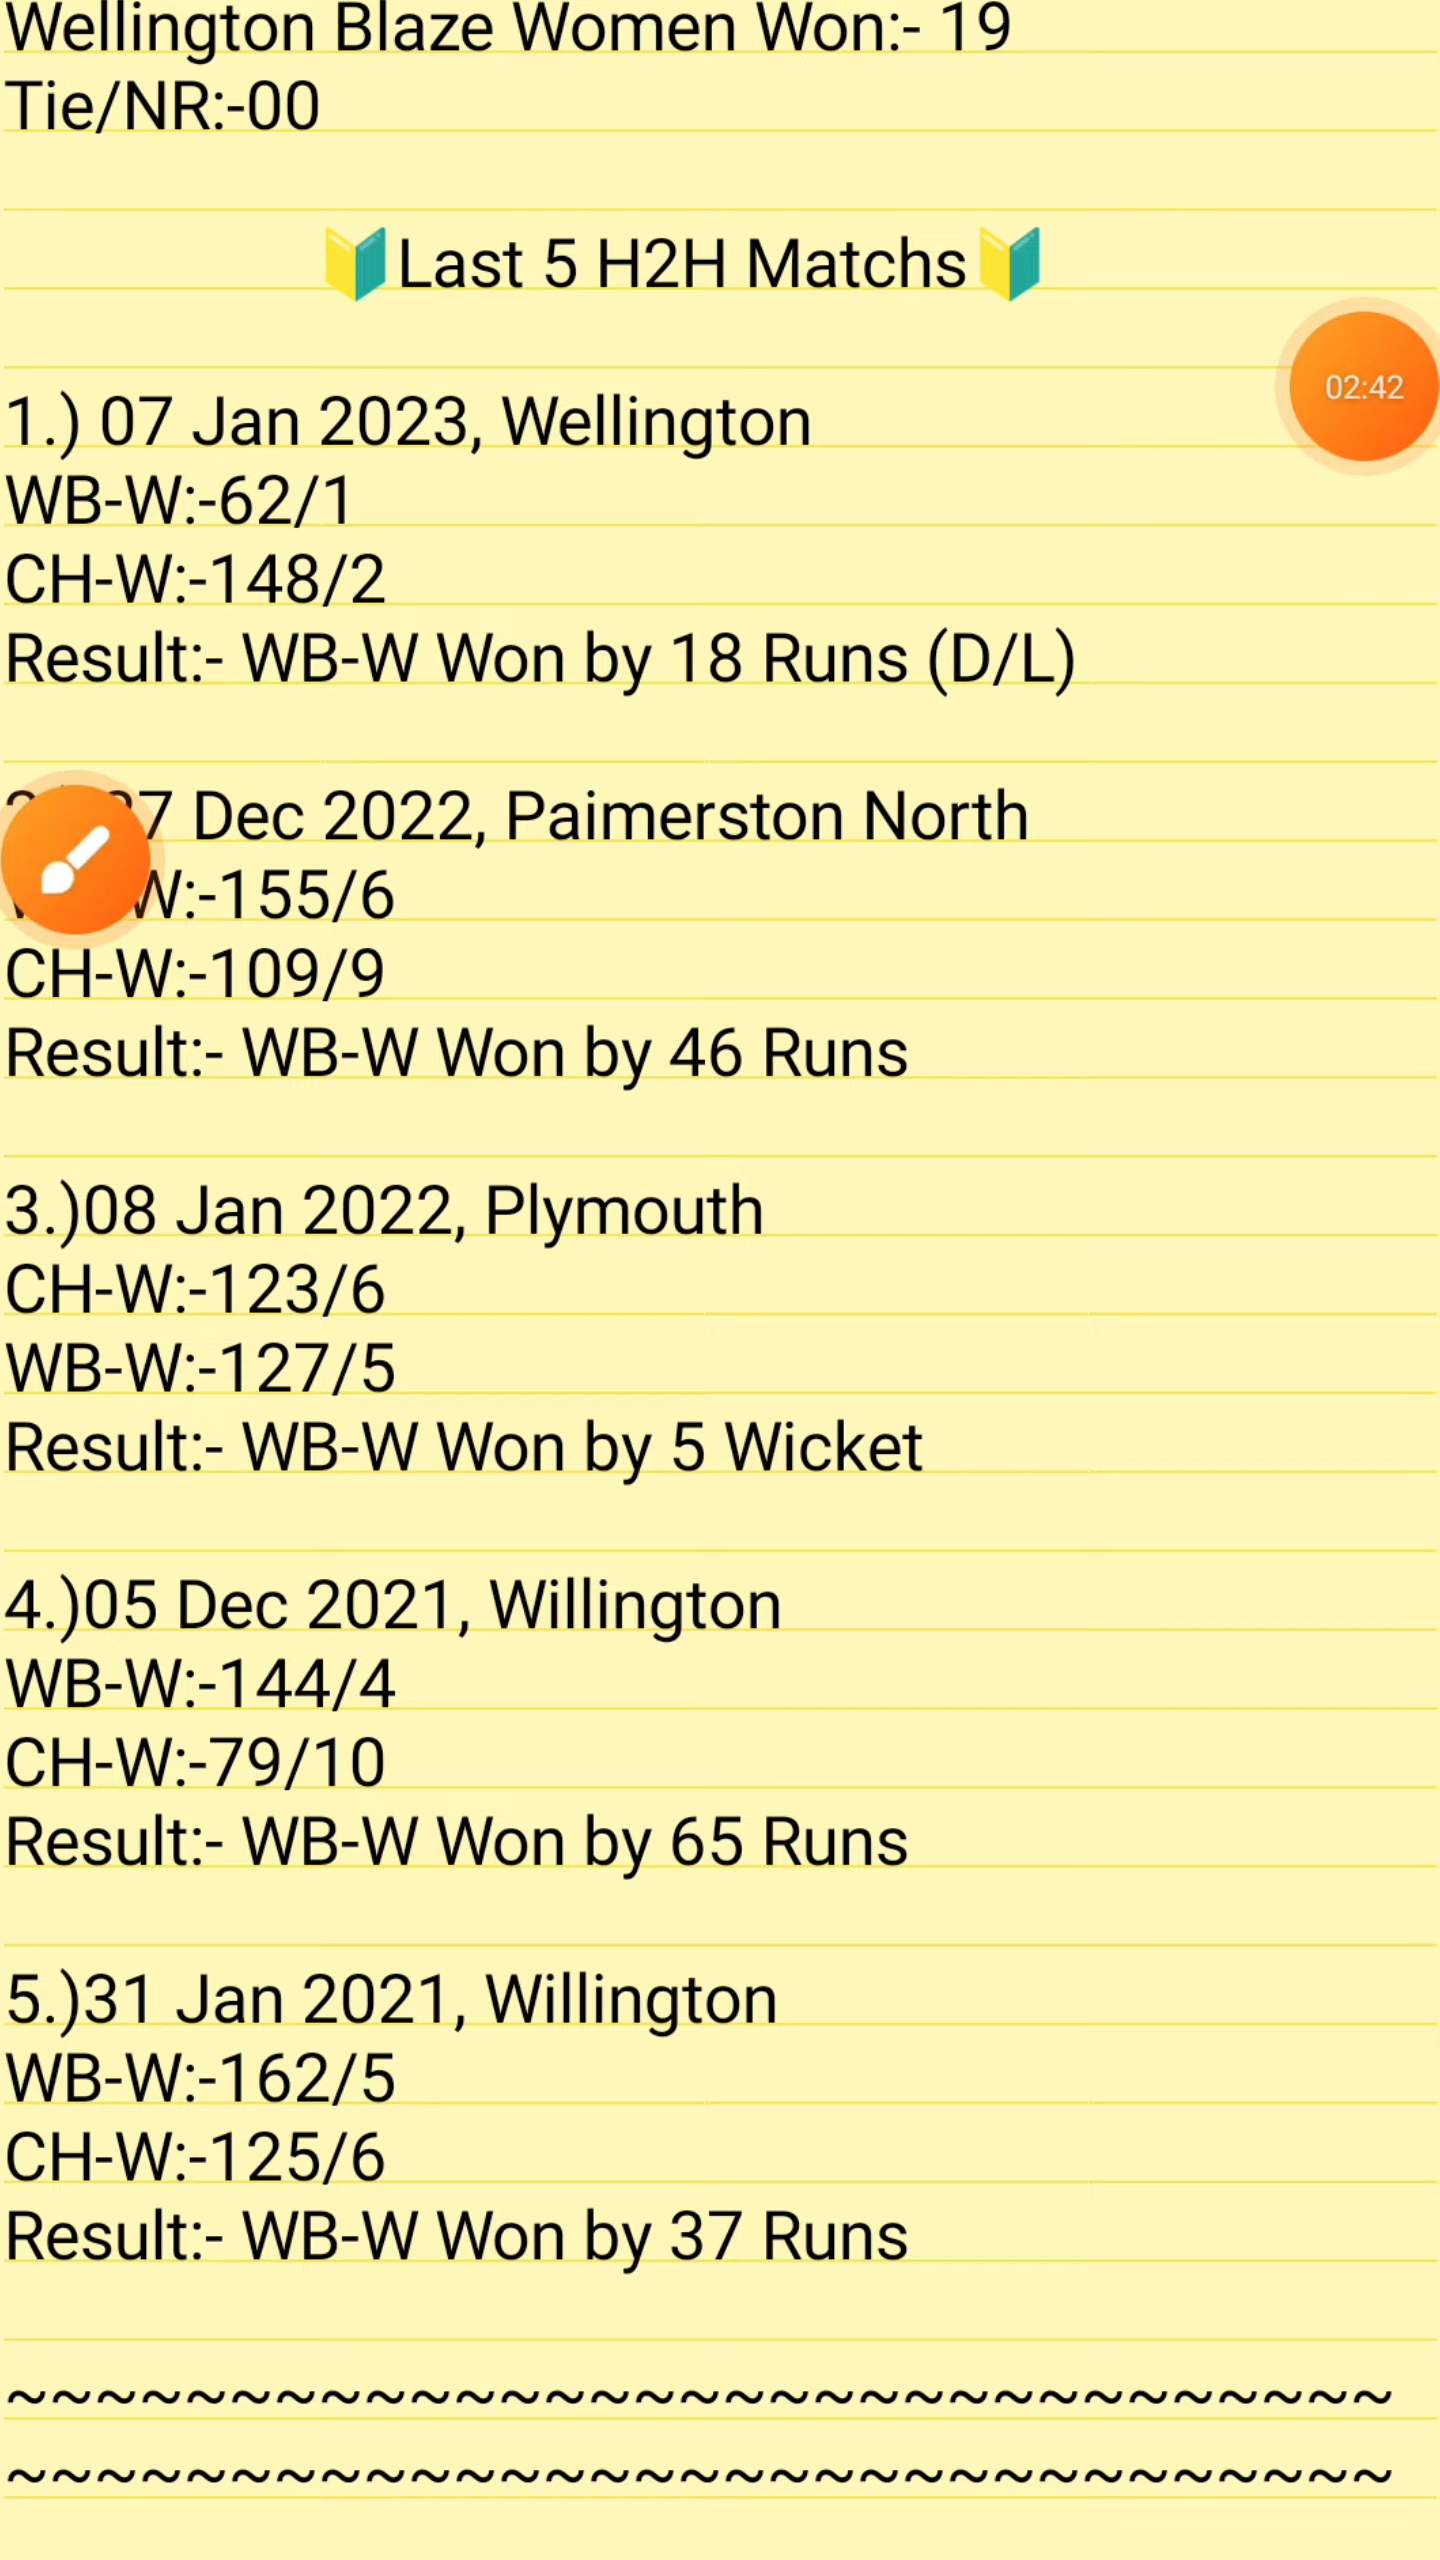 Wellington Blaze Women Won:- 19
Tie/NR:-00
Last 5 H2H Matchs
1.) 07 Jan 2023, Wellington
02:42
WB-W:-62/1
CH-W:-148/2
Result:- WB-W Won by 18 Runs (D/L)
Dec 2022, Paimerston North
W:-155/6
CH-W:-109/9
Result:- WB-W Won by 46 Runs
3.)08 Jan 2022, Plymouth
CH-W:-123/6
WB-W:-127/5
Result:- WB-W Won by 5 Wicket
4.)05 Dec 2021, Willington
WB-W:-144/4
CH-W:-79/10
Result:- WB-W Won by 65 Runs
5.)31 Jan 2021, Willington
WB-W:-162/5
CH-W:-125/6
Result:- WB-W Won by 37 Runs
~~~~~~~~~~~~~~~~~~~~~~~~~~~~~~~
~~~~~~~~~~~~~~~~~~~~~~~~~~~~~~~